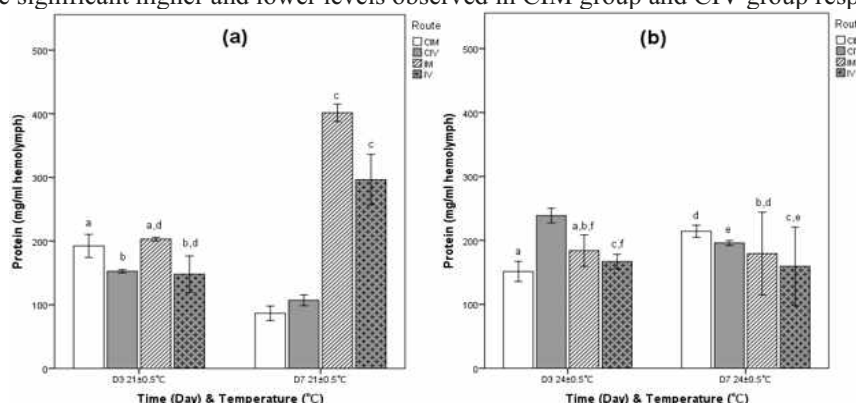 significant higher and lower levels observed in CIM group and CIV group
(a)
Route
CIM
CIV
IM
IV
Protein (mg/ml hemolymph)
500
400
300
200
100
0
a
b
a,d
b,d
c
c
D3 21±0.5°C
D7 21±0.5°C
Time (Day) & Temperature (°C)
(b)
Route
IM
IV
Protein (mg/ml hemolymph)
500
400
300
200
100
0
a
a,b,f
c,f
d
e
b,d
c,e
D3 24±0.5°C
D7 24±0.5°C
Time (Day) & Temperature (°C)